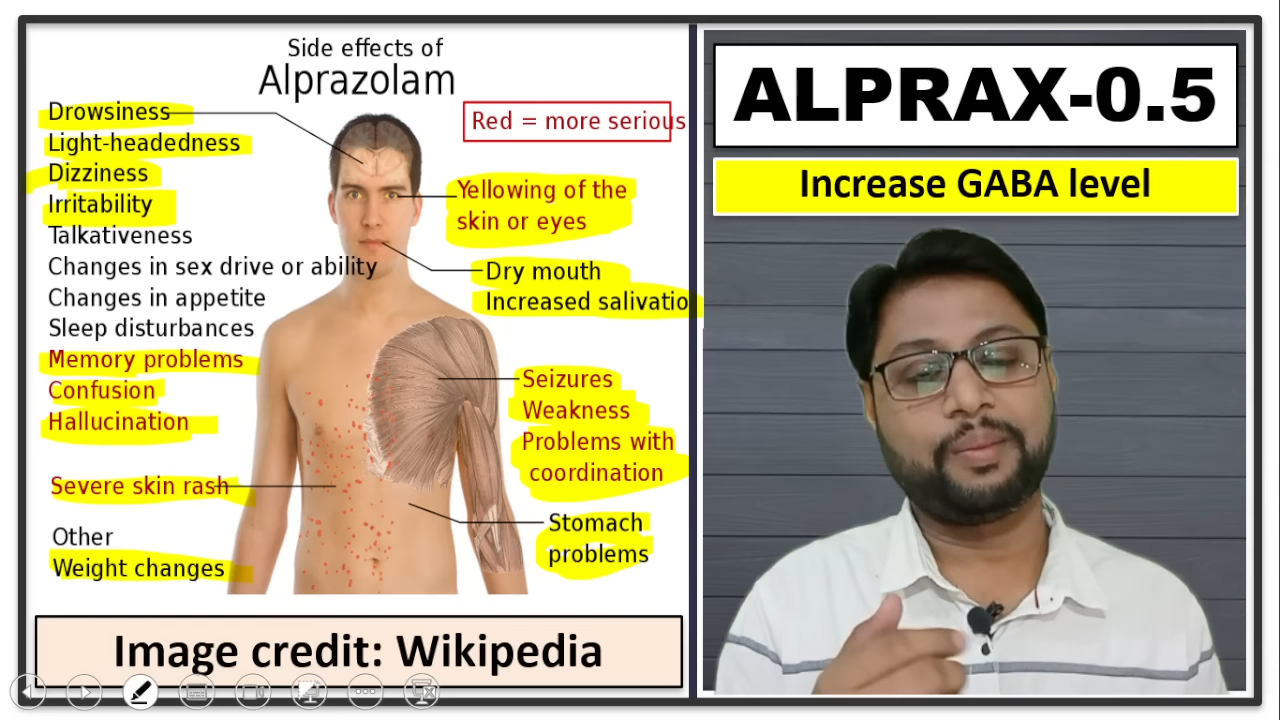 Side effects of
Alprazolam
Red = more serious
Drowsiness
Light-headedness
Dizziness
Irritability
Talkativeness
Changes in sex drive or ability
Changes in appetite
Sleep disturbances
Memory problems
Confusion
Hallucination
Severe skin rash
Other
Weight changes
Yellowing of the
skin or eyes
Dry mouth
Increased salivatio
Seizures
Weakness
Problems with
coordination
Stomach
problems
Image credit: Wikipedia
ALPRAX-0.5
Increase GABA level